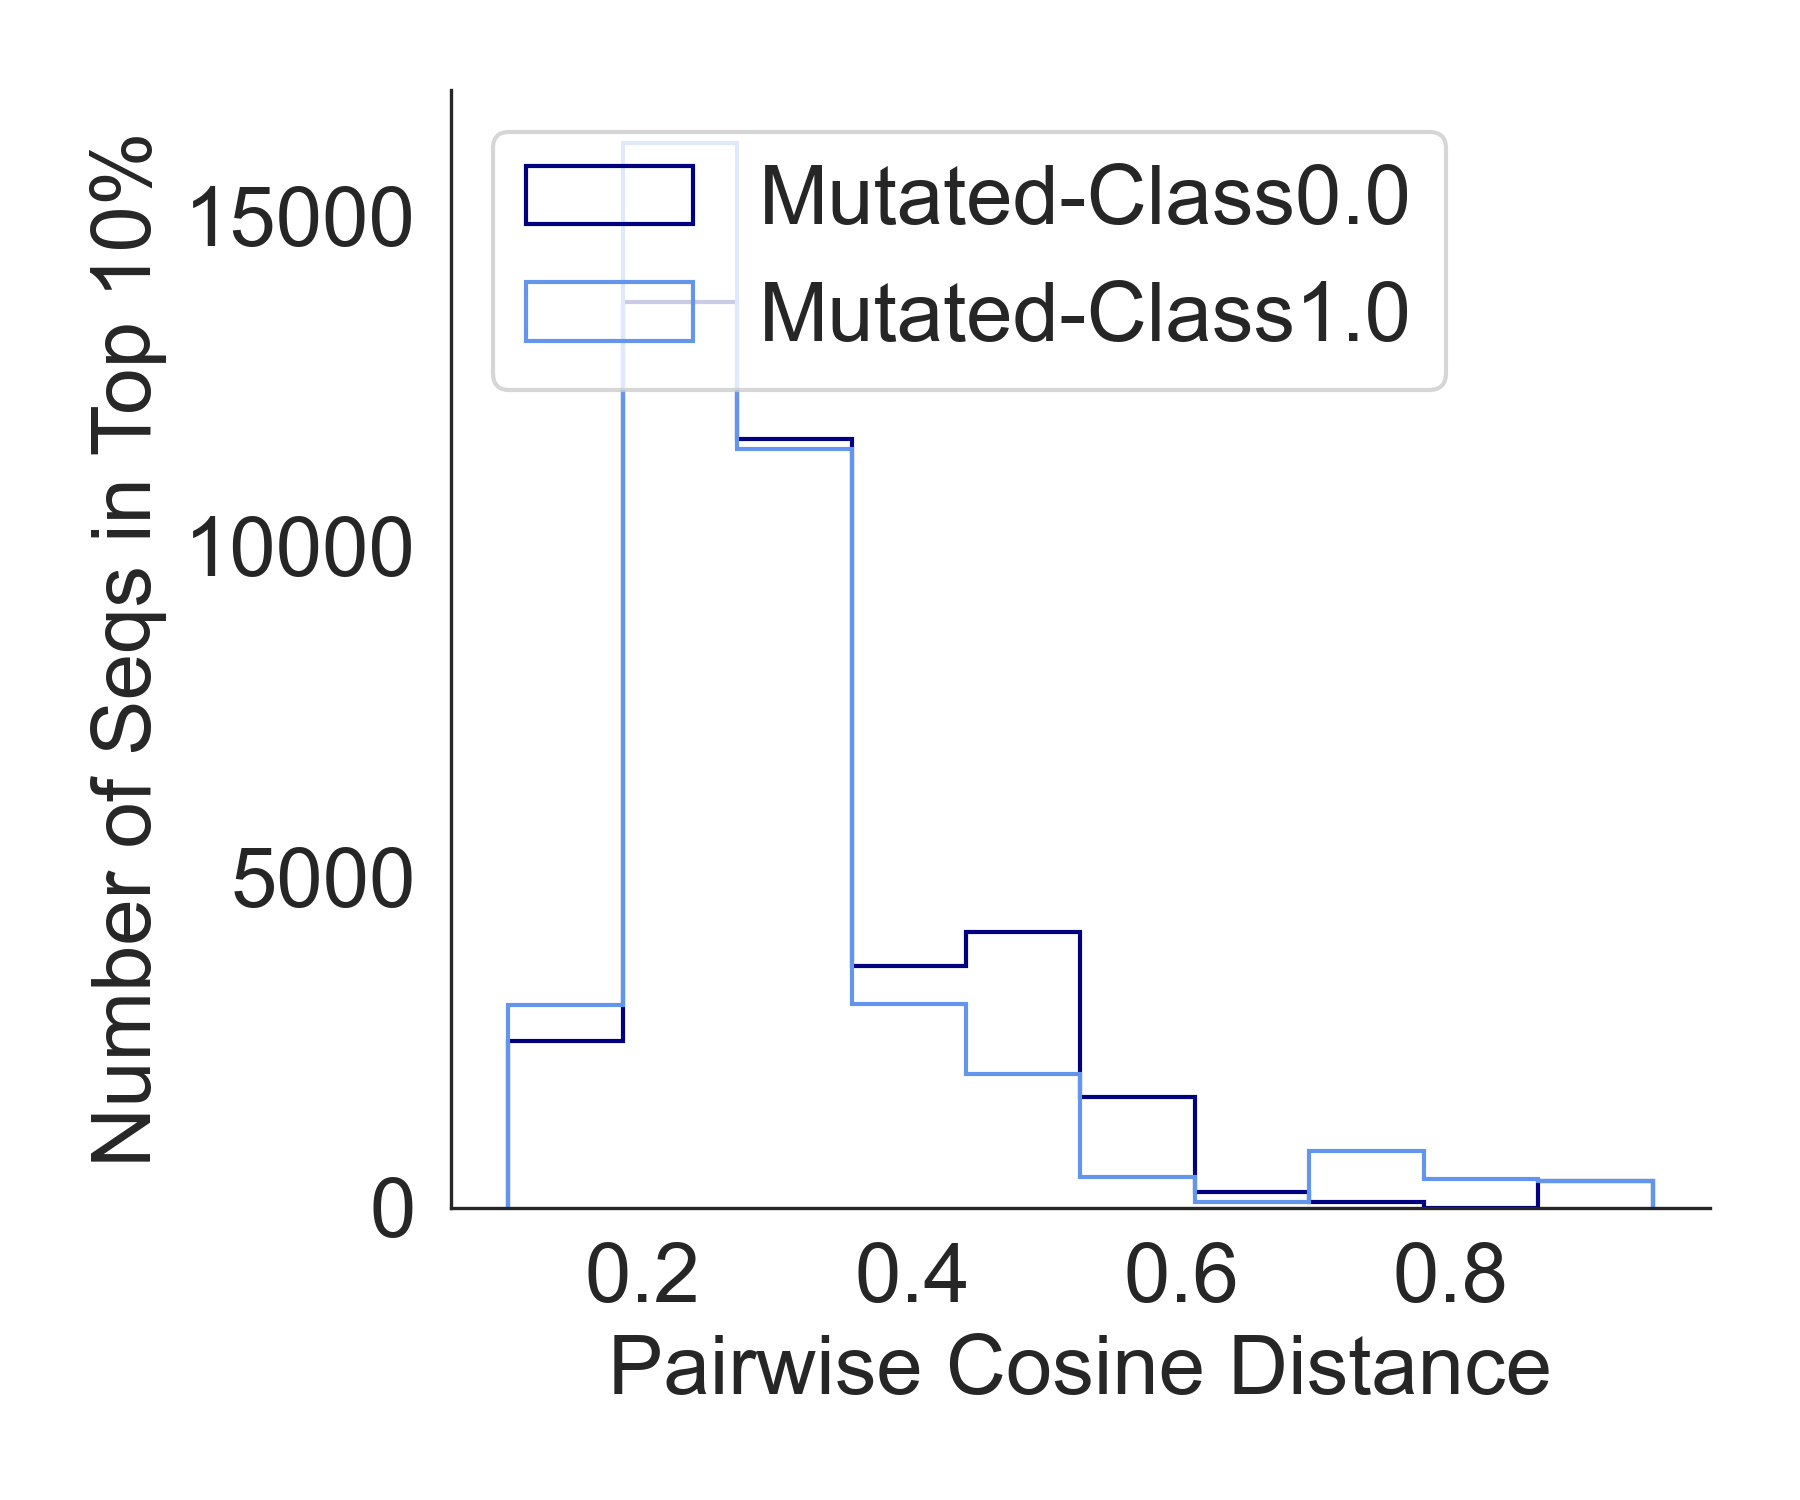 Number of Seqs in Top 10%
15000
10000
5000
0
Mutated-Class0.0
Mutated-Class1.0
0.2 0.4 0.6 0.8
Pairwise Cosine Distance